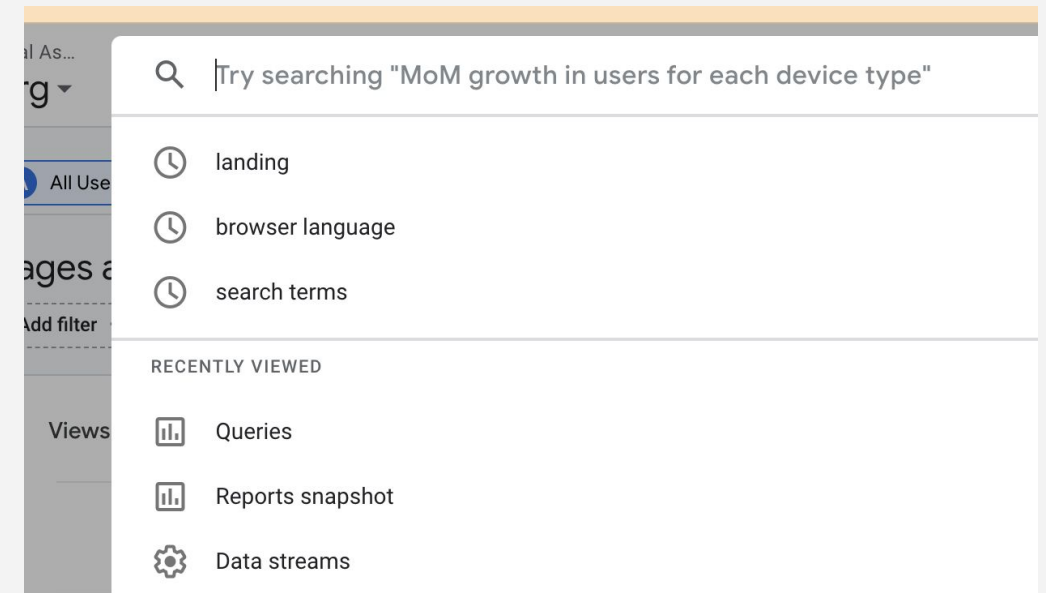 Try searching "MoM growth in users for each device type"
landing
browser language
search terms
RECENTLY VIEWED
Queries
Reports snapshot
Data streams
All Use
Add filter
Views